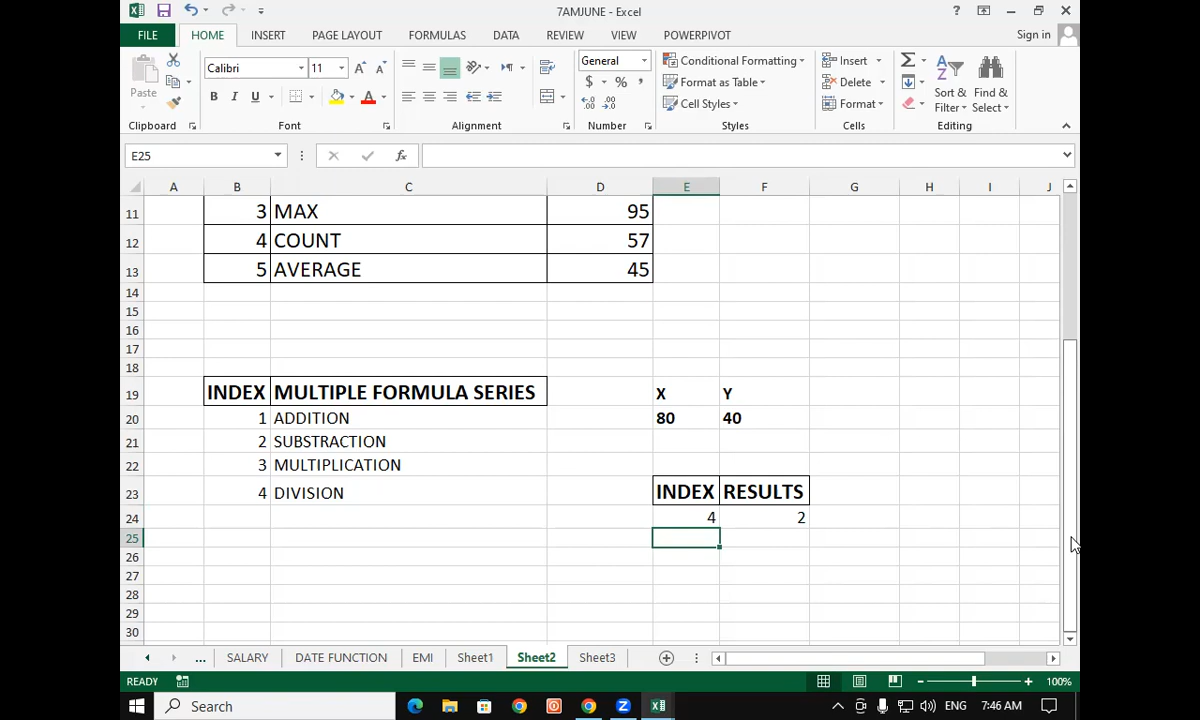 7AMJUNE - Excel
?
FILE HOME INSERT PAGE LAYOUT FORMULAS DATA REVIEW VIEW POWERPIVOT Sign in
Paste
Calibri 11 A A
B I U A
General
$ % ,
Conditional Formatting
Format as Table
Cell Styles
Insert
Delete
Format
Sort & Filter
Find & Select
Clipboard Font Alignment Number Styles Cells Editing
E25 fx
A B C D E F G H I J
11 3 MAX 95
12 4 COUNT 57
13 5 AVERAGE 45
14
15
16
17
18
19 INDEX MULTIPLE FORMULA SERIES X Y
20 1 ADDITION 80 40
21 2 SUBSTRACTION
22 3 MULTIPLICATION
23 4 DIVISION INDEX RESULTS
24 4 2
25
26
27
28
29
30
... SALARY DATE FUNCTION EMI Sheet1 Sheet2 Sheet3
READY 100%
Search ENG 7:46 AM